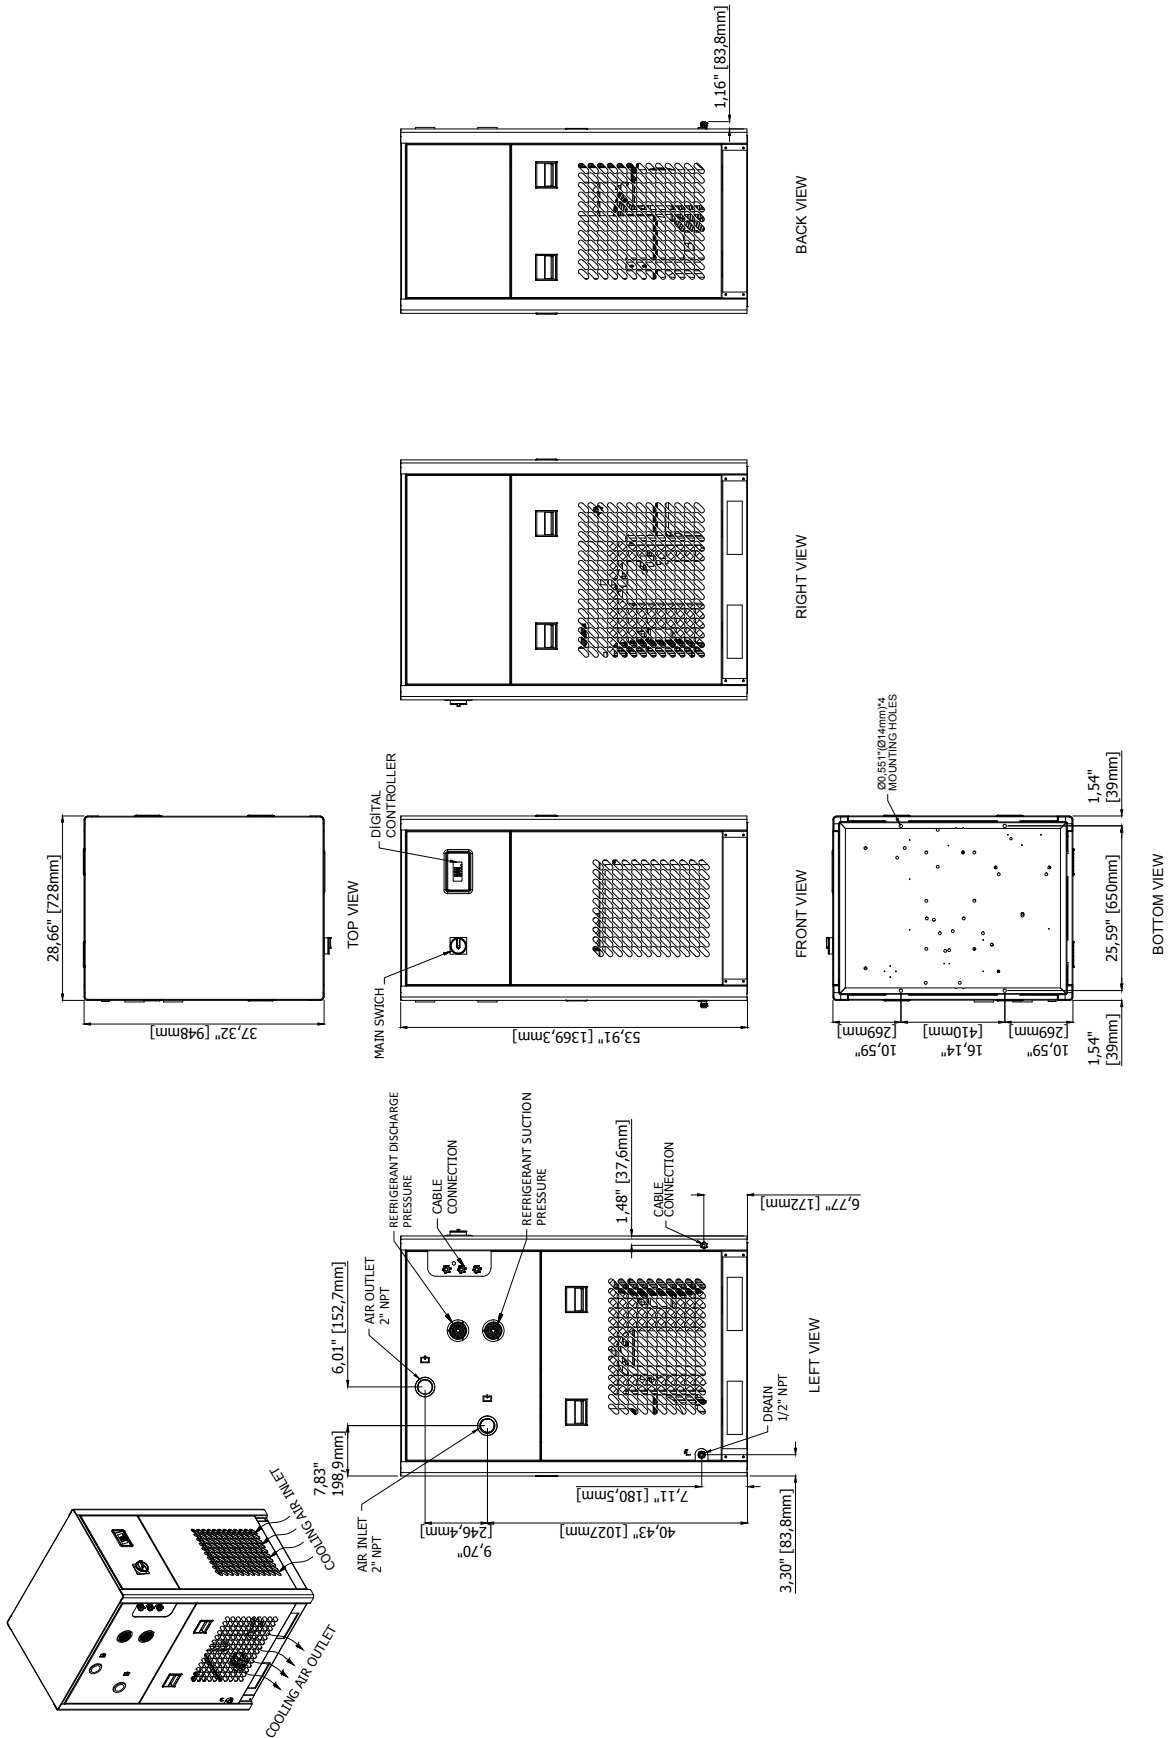 COOLING AIR OUTLET
COOLING AIR INLET
28,66" [728mm]
37,32" [948mm]
TOP VIEW
7,83"
198,9mm]
6,01" [152,7mm]
AIR OUTLET
2" NPT
REFRIGERANT DISCHARGE
PRESSURE
CABLE
CONNECTION
REFRIGERANT SUCTION
PRESSURE
AIR INLET
2" NPT
9,70"
[246,4mm]
40,43" [1027mm]
7,11" [180,5mm]
1,48" [37,6mm]
CABLE
CONNECTION
6,77" [172mm]
3,30" [83,8mm]
DRAIN
1/2" NPT
LEFT VIEW
MAIN SWICH
DİGİTAL
CONTROLLER
53,91" [1369,3mm]
FRONT VIEW
RIGHT VIEW
1,16" [83,8mm]
BACK VIEW
Ø0,551"(Ø14mm)*4
MOUNTING HOLES
10,59"
[269mm]
16,14"
[410mm]
10,59"
[269mm]
1,54"
[39mm]
25,59" [650mm]
1,54"
[39mm]
BOTTOM VIEW